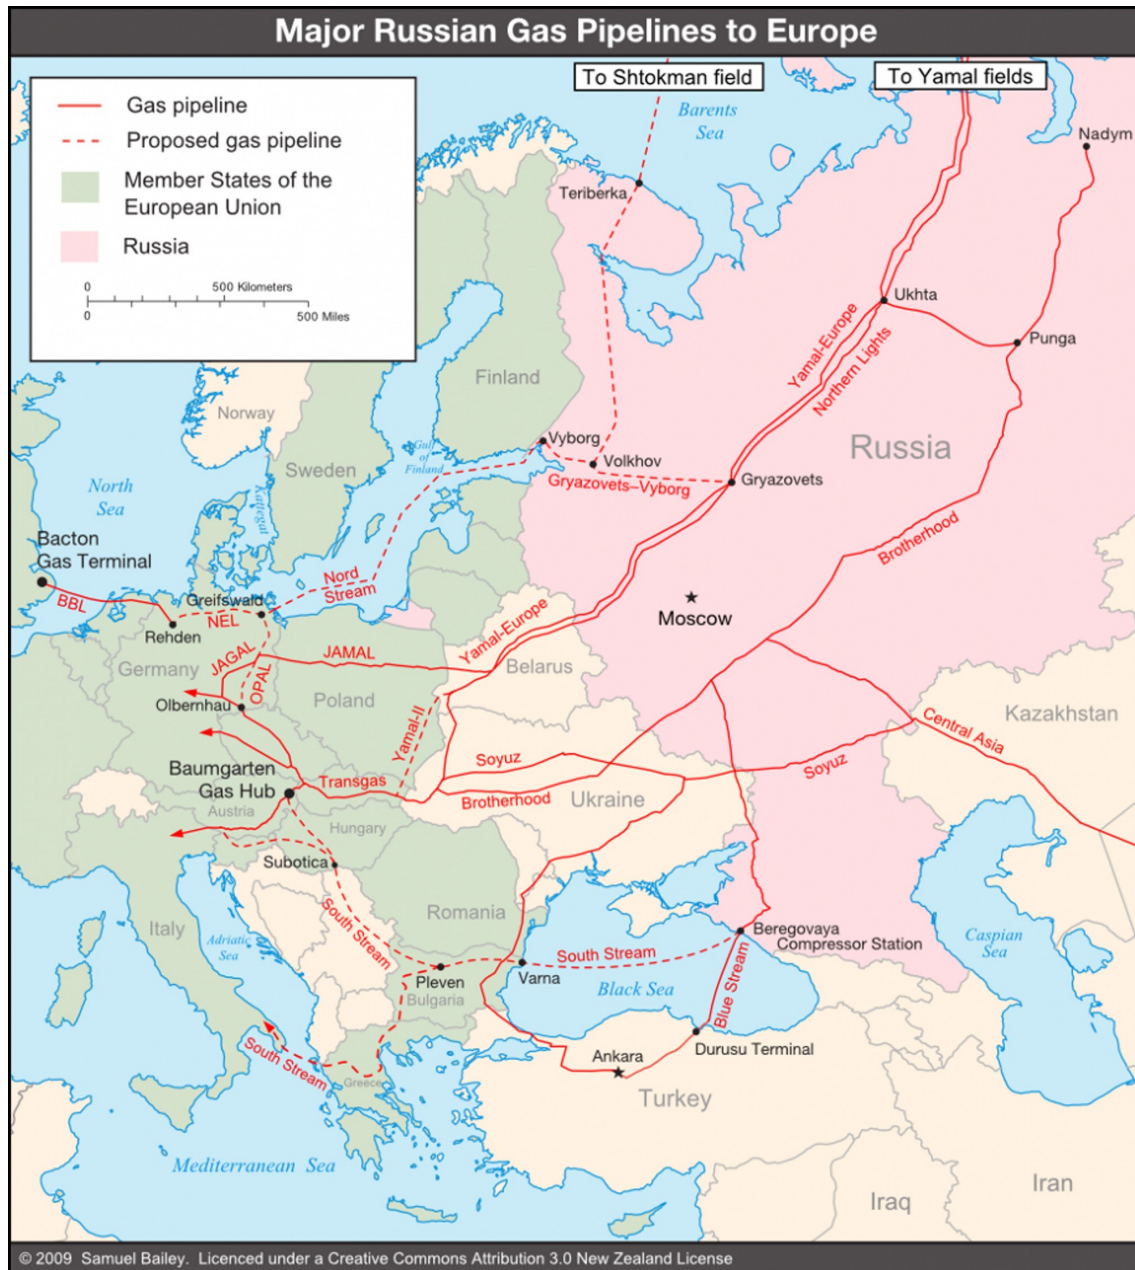 Major Russian Gas Pipelines to Europe
To Shtokman field
To Yamal fields
Gas pipeline
Proposed gas pipeline
Member States of the
European Union
Russia
0
500 Kilometers
0
500 Miles
Barents
Sea
Nadym
Teriberka
Ukhta
Punga
Yamal-Europe
Northern Lights
Finland
Norway
Sweden
Gulf
of
Finland
Vyborg
Volkhov
Gryazovets–Vyborg
Gryazovets
Russia
North
Sea
Kattegat
Brotherhood
Bacton
Gas Terminal
BBL
Rehden
Greifswald
NEL
Nord
Stream
Moscow
Yamal-Europe
Germany
JAGAL
OPAL
JAMAL
Poland
Belarus
Olbernhau
Yamal-II
Kazakhstan
Central Asia
Soyuz
Soyuz
Baumgarten
Gas Hub
Transgas
Brotherhood
Ukraine
Austria
Hungary
Subotica
Romania
South Stream
Italy
Adriatic
Sea
Beregovaya
Compressor Station
South Stream
Varna
Pleven
Bulgaria
Black Sea
Blue Stream
Caspian
Sea
South Stream
Greece
Ankara
Durusu Terminal
Turkey
Mediterranean Sea
Iraq
Iran
© 2009 Samuel Bailey. Licenced under a Creative Commons Attribution 3.0 New Zealand License